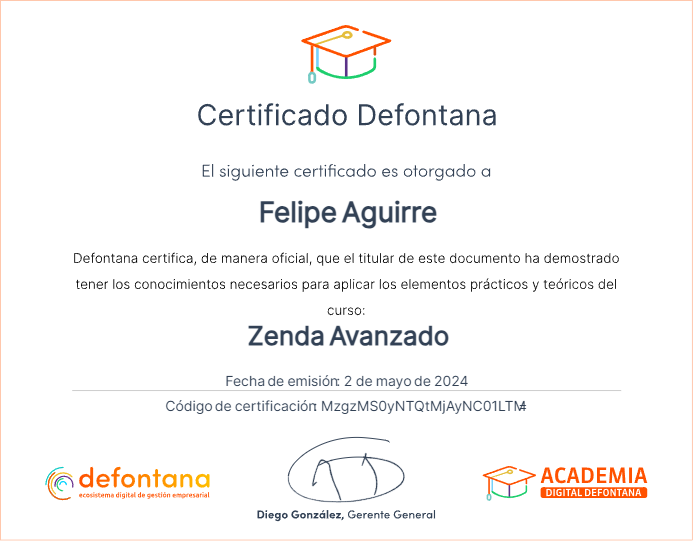 Certificado Defontana
El siguiente certificado es otorgado a
Felipe Aguirre
Defontana certifica, de manera oficial, que el titular de este documento ha demostrado
tener los conocimientos necesarios para aplicar los elementos prácticos y teóricos del
curso:
Zenda Avanzado
Fecha de emisión: 2 de mayo de 2024
Código de certificación: MzgzMS0yNTQtMjAyNC01LTM4
defontana
ecosistema digital de gestión empresarial
Diego González, Gerente General
ACADEMIA
DIGITAL DEFONTANA